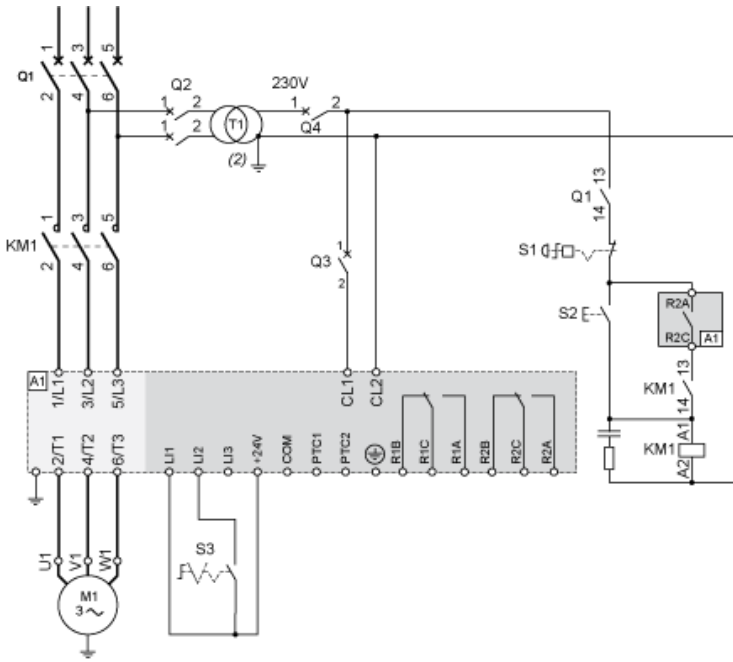 1 3 5
Q1
2 4 6
Q2
1 2
1 2
T1
(2)
230V
1 2
Q4
13
Q1
14
S1
S2
R2A
R2C
A1
13
KM1
14
A1
KM1
A2
1
Q3
2
1 3 5
KM1
2 4 6
A1
1/L1 3/L2 5/L3
CL1 CL2
2/T1 4/T2 6/T3
LI1 LI2 LI3 +24V COM PTC1 PTC2 R1B R1C R1A R2B R2C R2A
S3
U1 V1 W1
M1
3